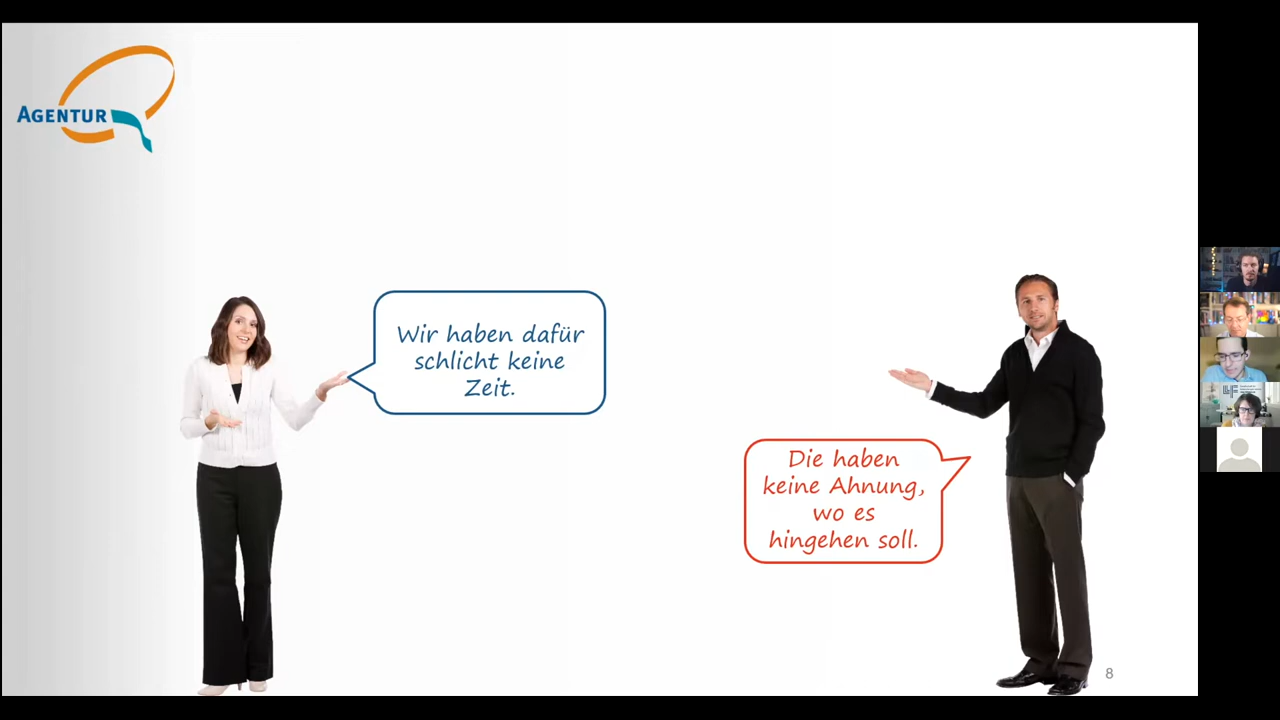 AGENTUR Q
Wir haben dafür
schlicht keine
Zeit.
Die haben
keine Ahnung,
wo es
hingehen soll.
8